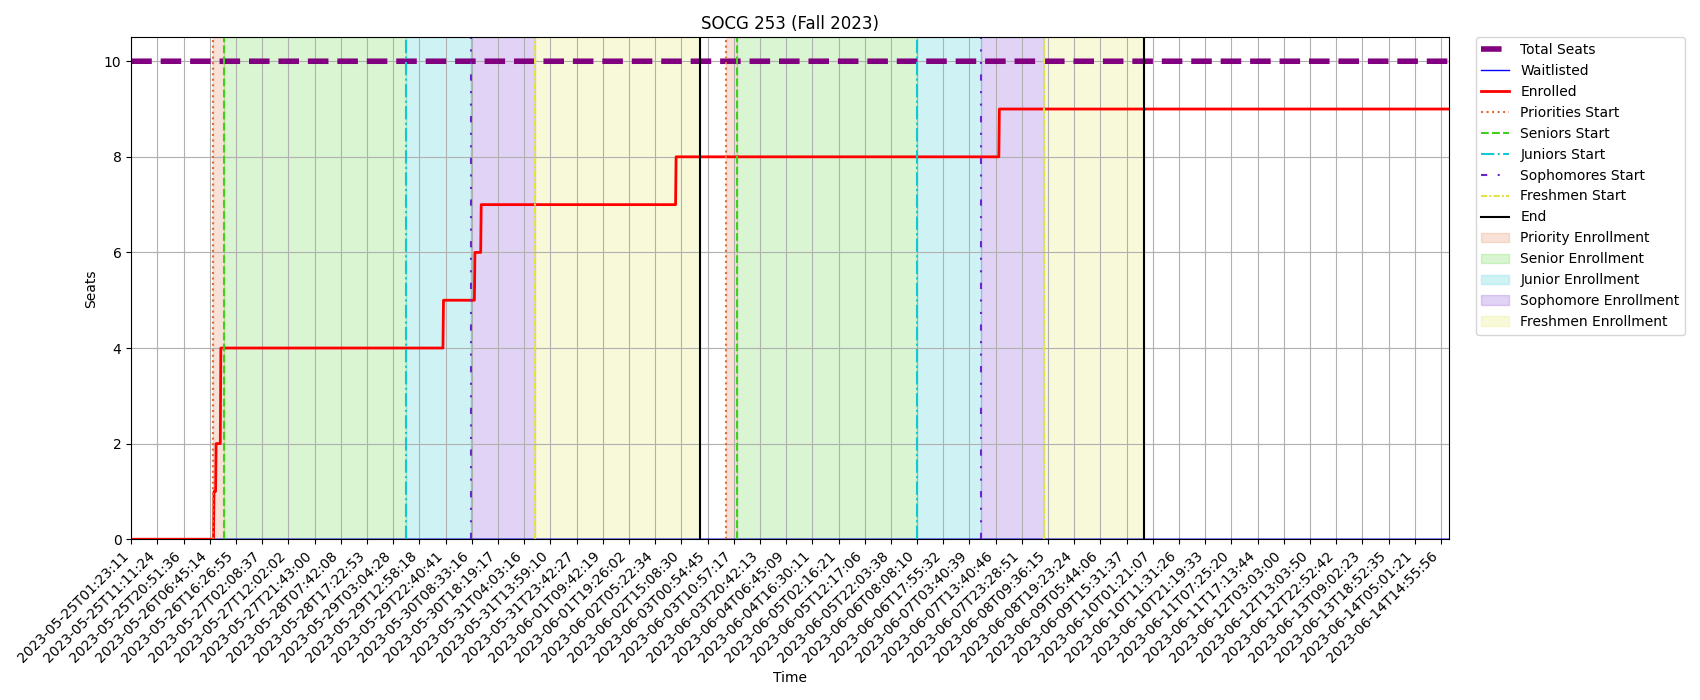 SOCG 253 (Fall 2023)
Seats
10
8
6
4
2
0
2023-05-25T01:23:11
2023-05-25T11:11:24
2023-05-25T20:51:36
2023-05-26T06:45:14
2023-05-26T16:26:55
2023-05-27T02:08:37
2023-05-27T12:02:02
2023-05-27T21:43:00
2023-05-28T07:42:08
2023-05-28T17:22:53
2023-05-29T03:04:28
2023-05-29T12:58:18
2023-05-29T22:40:41
2023-05-30T08:33:16
2023-05-30T18:19:17
2023-05-31T04:03:16
2023-05-31T13:59:10
2023-05-31T23:42:27
2023-06-01T09:42:19
2023-06-01T19:26:02
2023-06-02T05:22:34
2023-06-02T15:08:30
2023-06-03T00:54:45
2023-06-03T10:57:17
2023-06-03T20:42:13
2023-06-04T06:45:09
2023-06-04T16:30:11
2023-06-05T02:16:21
2023-06-05T12:17:06
2023-06-05T22:03:38
2023-06-06T08:08:10
2023-06-06T17:55:32
2023-06-07T03:40:39
2023-06-07T13:40:46
2023-06-07T23:28:51
2023-06-08T09:36:15
2023-06-08T19:23:24
2023-06-09T05:44:06
2023-06-09T15:31:37
2023-06-10T01:21:07
2023-06-10T11:31:26
2023-06-10T21:19:33
2023-06-11T07:25:20
2023-06-11T17:13:44
2023-06-12T03:03:00
2023-06-12T13:03:50
2023-06-12T22:52:42
2023-06-13T09:02:23
2023-06-13T18:52:35
2023-06-14T05:01:21
2023-06-14T14:55:56
Time
Total Seats
Waitlisted
Enrolled
Priorities Start
Seniors Start
Juniors Start
Sophomores Start
Freshmen Start
End
Priority Enrollment
Senior Enrollment
Junior Enrollment
Sophomore Enrollment
Freshmen Enrollment